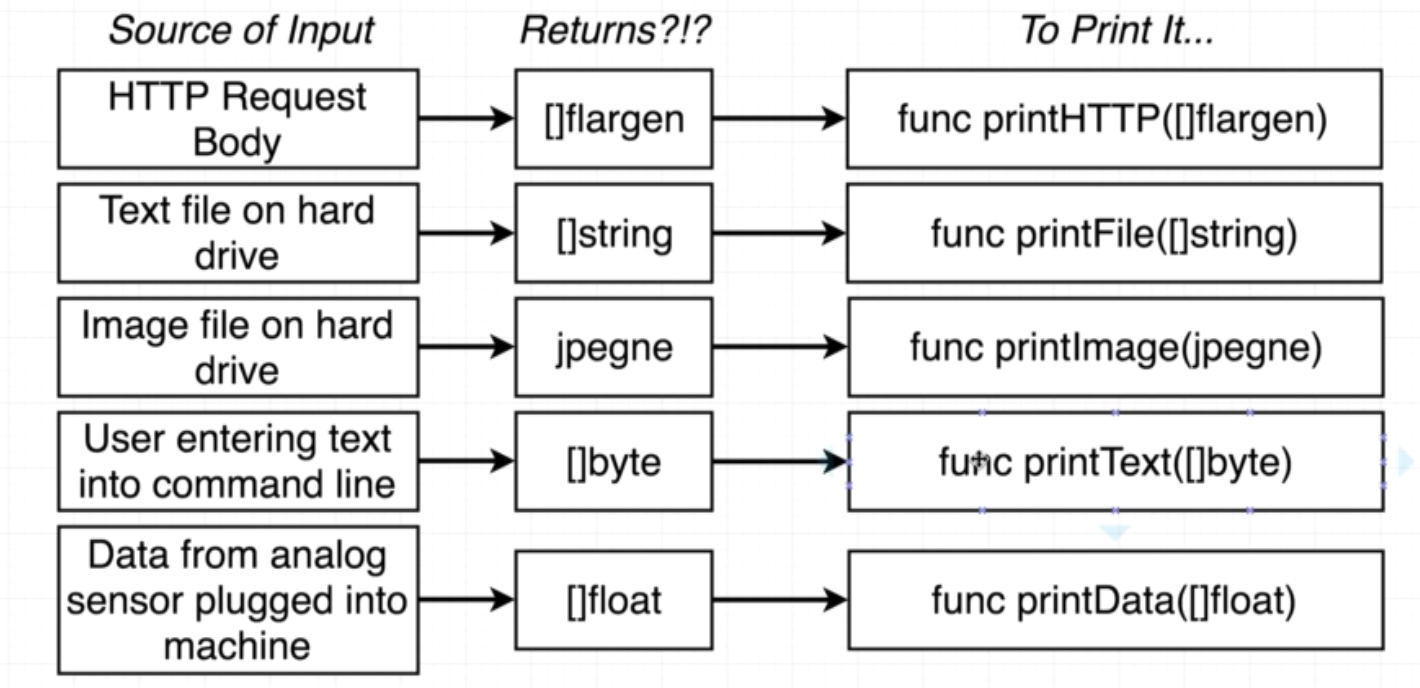 Source of Input
Returns?!?
To Print It...
HTTP Request
Body
[]flargen
func printHTTP([]flargen)
Text file on hard
drive
[]string
func printFile([]string)
Image file on hard
drive
jpegne
func printImage(jpegne)
User entering text
into command line
[]byte
func printText([]byte)
Data from analog
sensor plugged into
machine
[]float
func printData([]float)